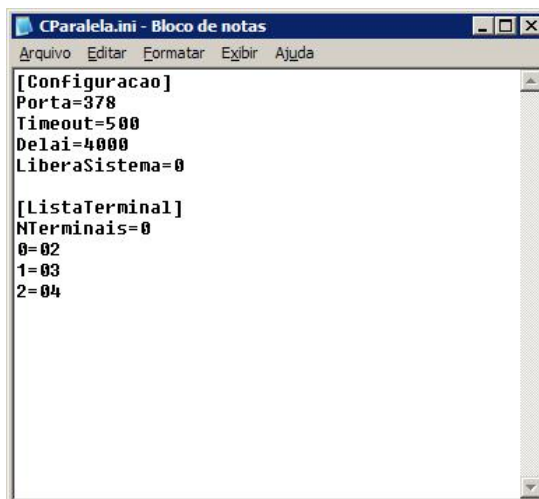 CParalela.ini - Bloco de notas
Arquivo Editar Formatar Exibir Ajuda
[Configuracao]
Porta=378
Timeout=500
Delai=4000
LiberaSistema=0
[ListaTerminal]
NTerminais=0
0=02
1=03
2=04